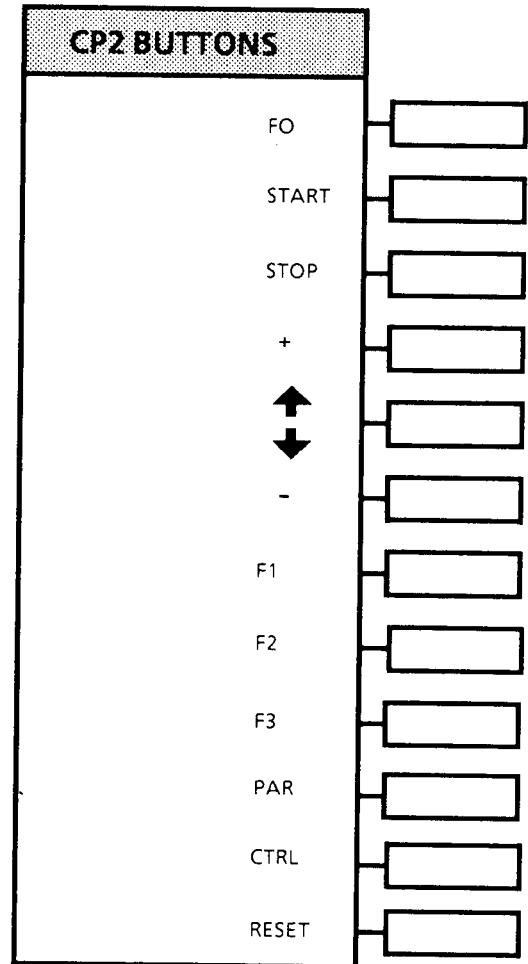 CP2 BUTTONS
FO
START
STOP
+
-
F1
F2
F3
PAR
CTRL
RESET